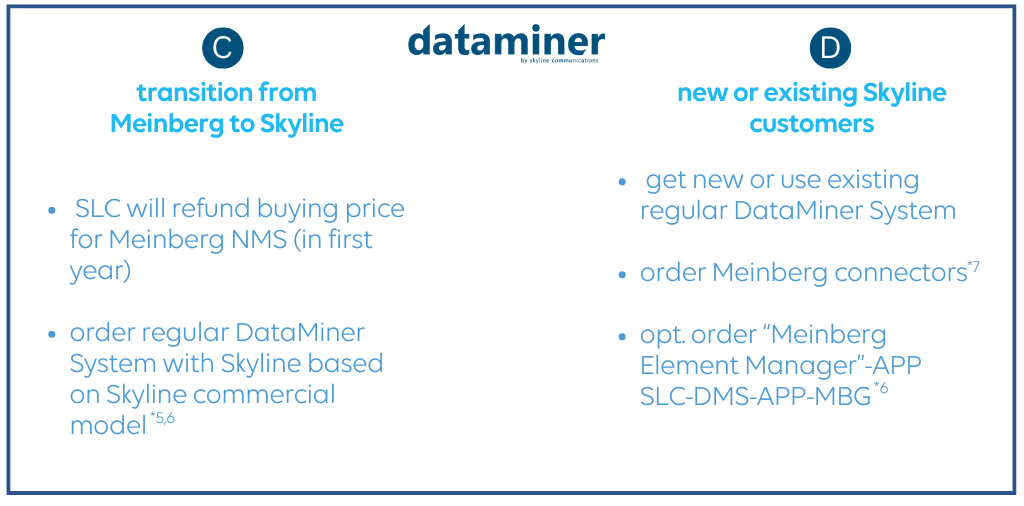 C
dataminer
by skyline communications
D
transition from
Meinberg to Skyline
new or existing Skyline
customers
• SLC will refund buying price
for Meinberg NMS (in first
year)
• order regular DataMiner
System with Skyline based
on Skyline commercial
model*5,6
• get new or use existing
regular DataMiner System
• order Meinberg connectors*7
• opt. order “Meinberg
Element Manager”-APP
SLC-DMS-APP-MBG*6